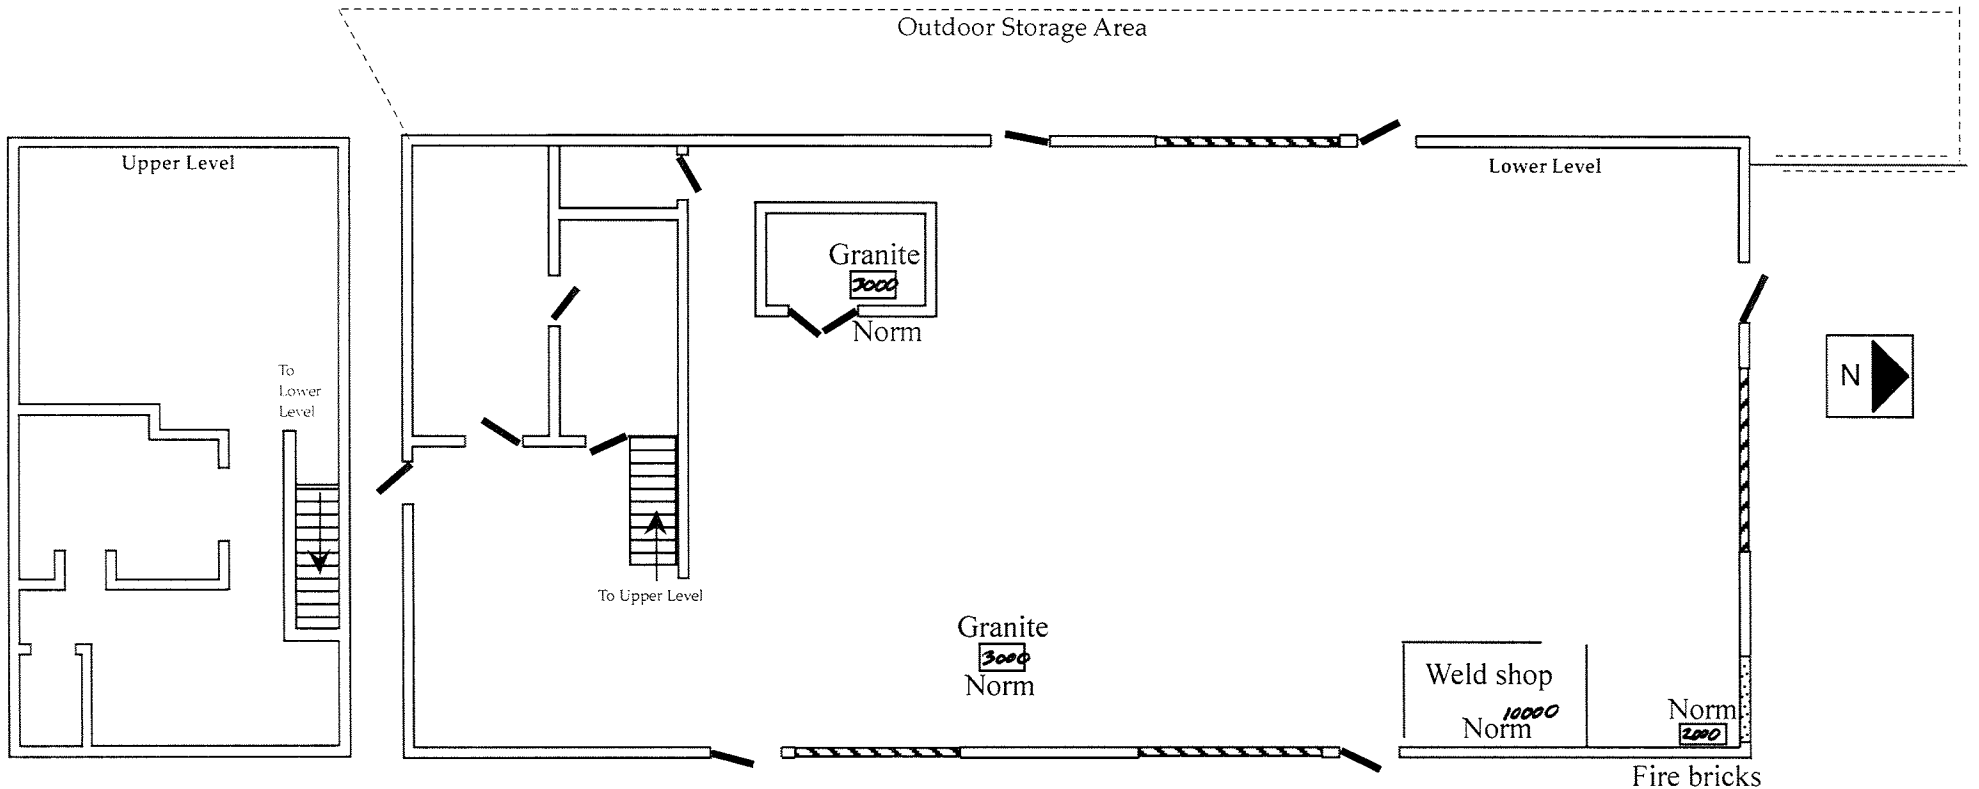 Outdoor Storage Area
Upper Level
Lower Level
Granite
3000
Norm
To
Lower
Level
N
To Upper Level
Granite
3000
Norm
Weld shop
10000
Norm
Norm
2000
Fire bricks